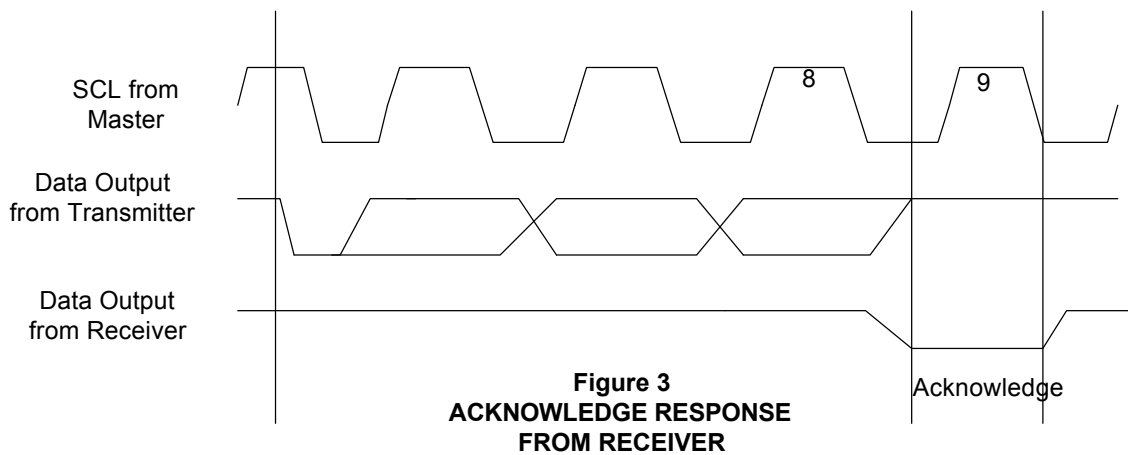 SCL from
Master
8
9
Data Output
from Transmitter
Data Output
from Receiver
Acknowledge
Figure 3
ACKNOWLEDGE RESPONSE
FROM RECEIVER